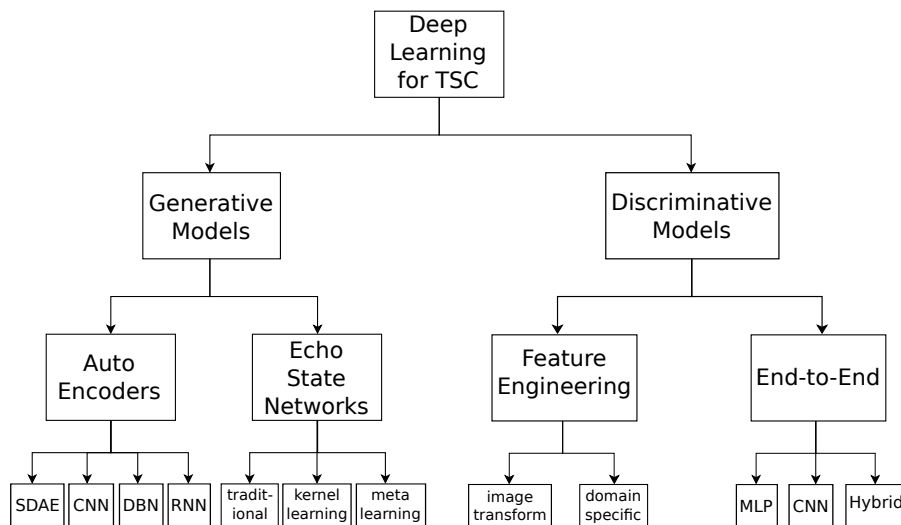 Deep
Learning
for TSC
Generative
Models
Discriminative
Models
Auto
Encoders
Echo
State
Networks
Feature
Engineering
End-to-End
SDAE
CNN
DBN
RNN
tradit-
ional
kernel
learning
meta
learning
image
transform
domain
specific
MLP
CNN
Hybrid